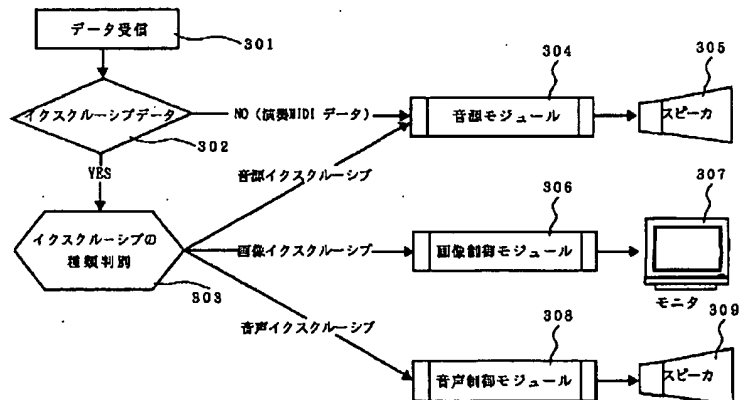 データ受信
301
304
305
イクスクルーシブデータ
NO (演奏MIDI データ)
音源モジュール
スピーカ
302
YES
音源イクスクルーシブ
306
307
イクスクルーシブの
種類判別
画像イクスクルーシブ
画像制御モジュール
303
モニタ
音声イクスクルーシブ
308
309
音声制御モジュール
スピーカ